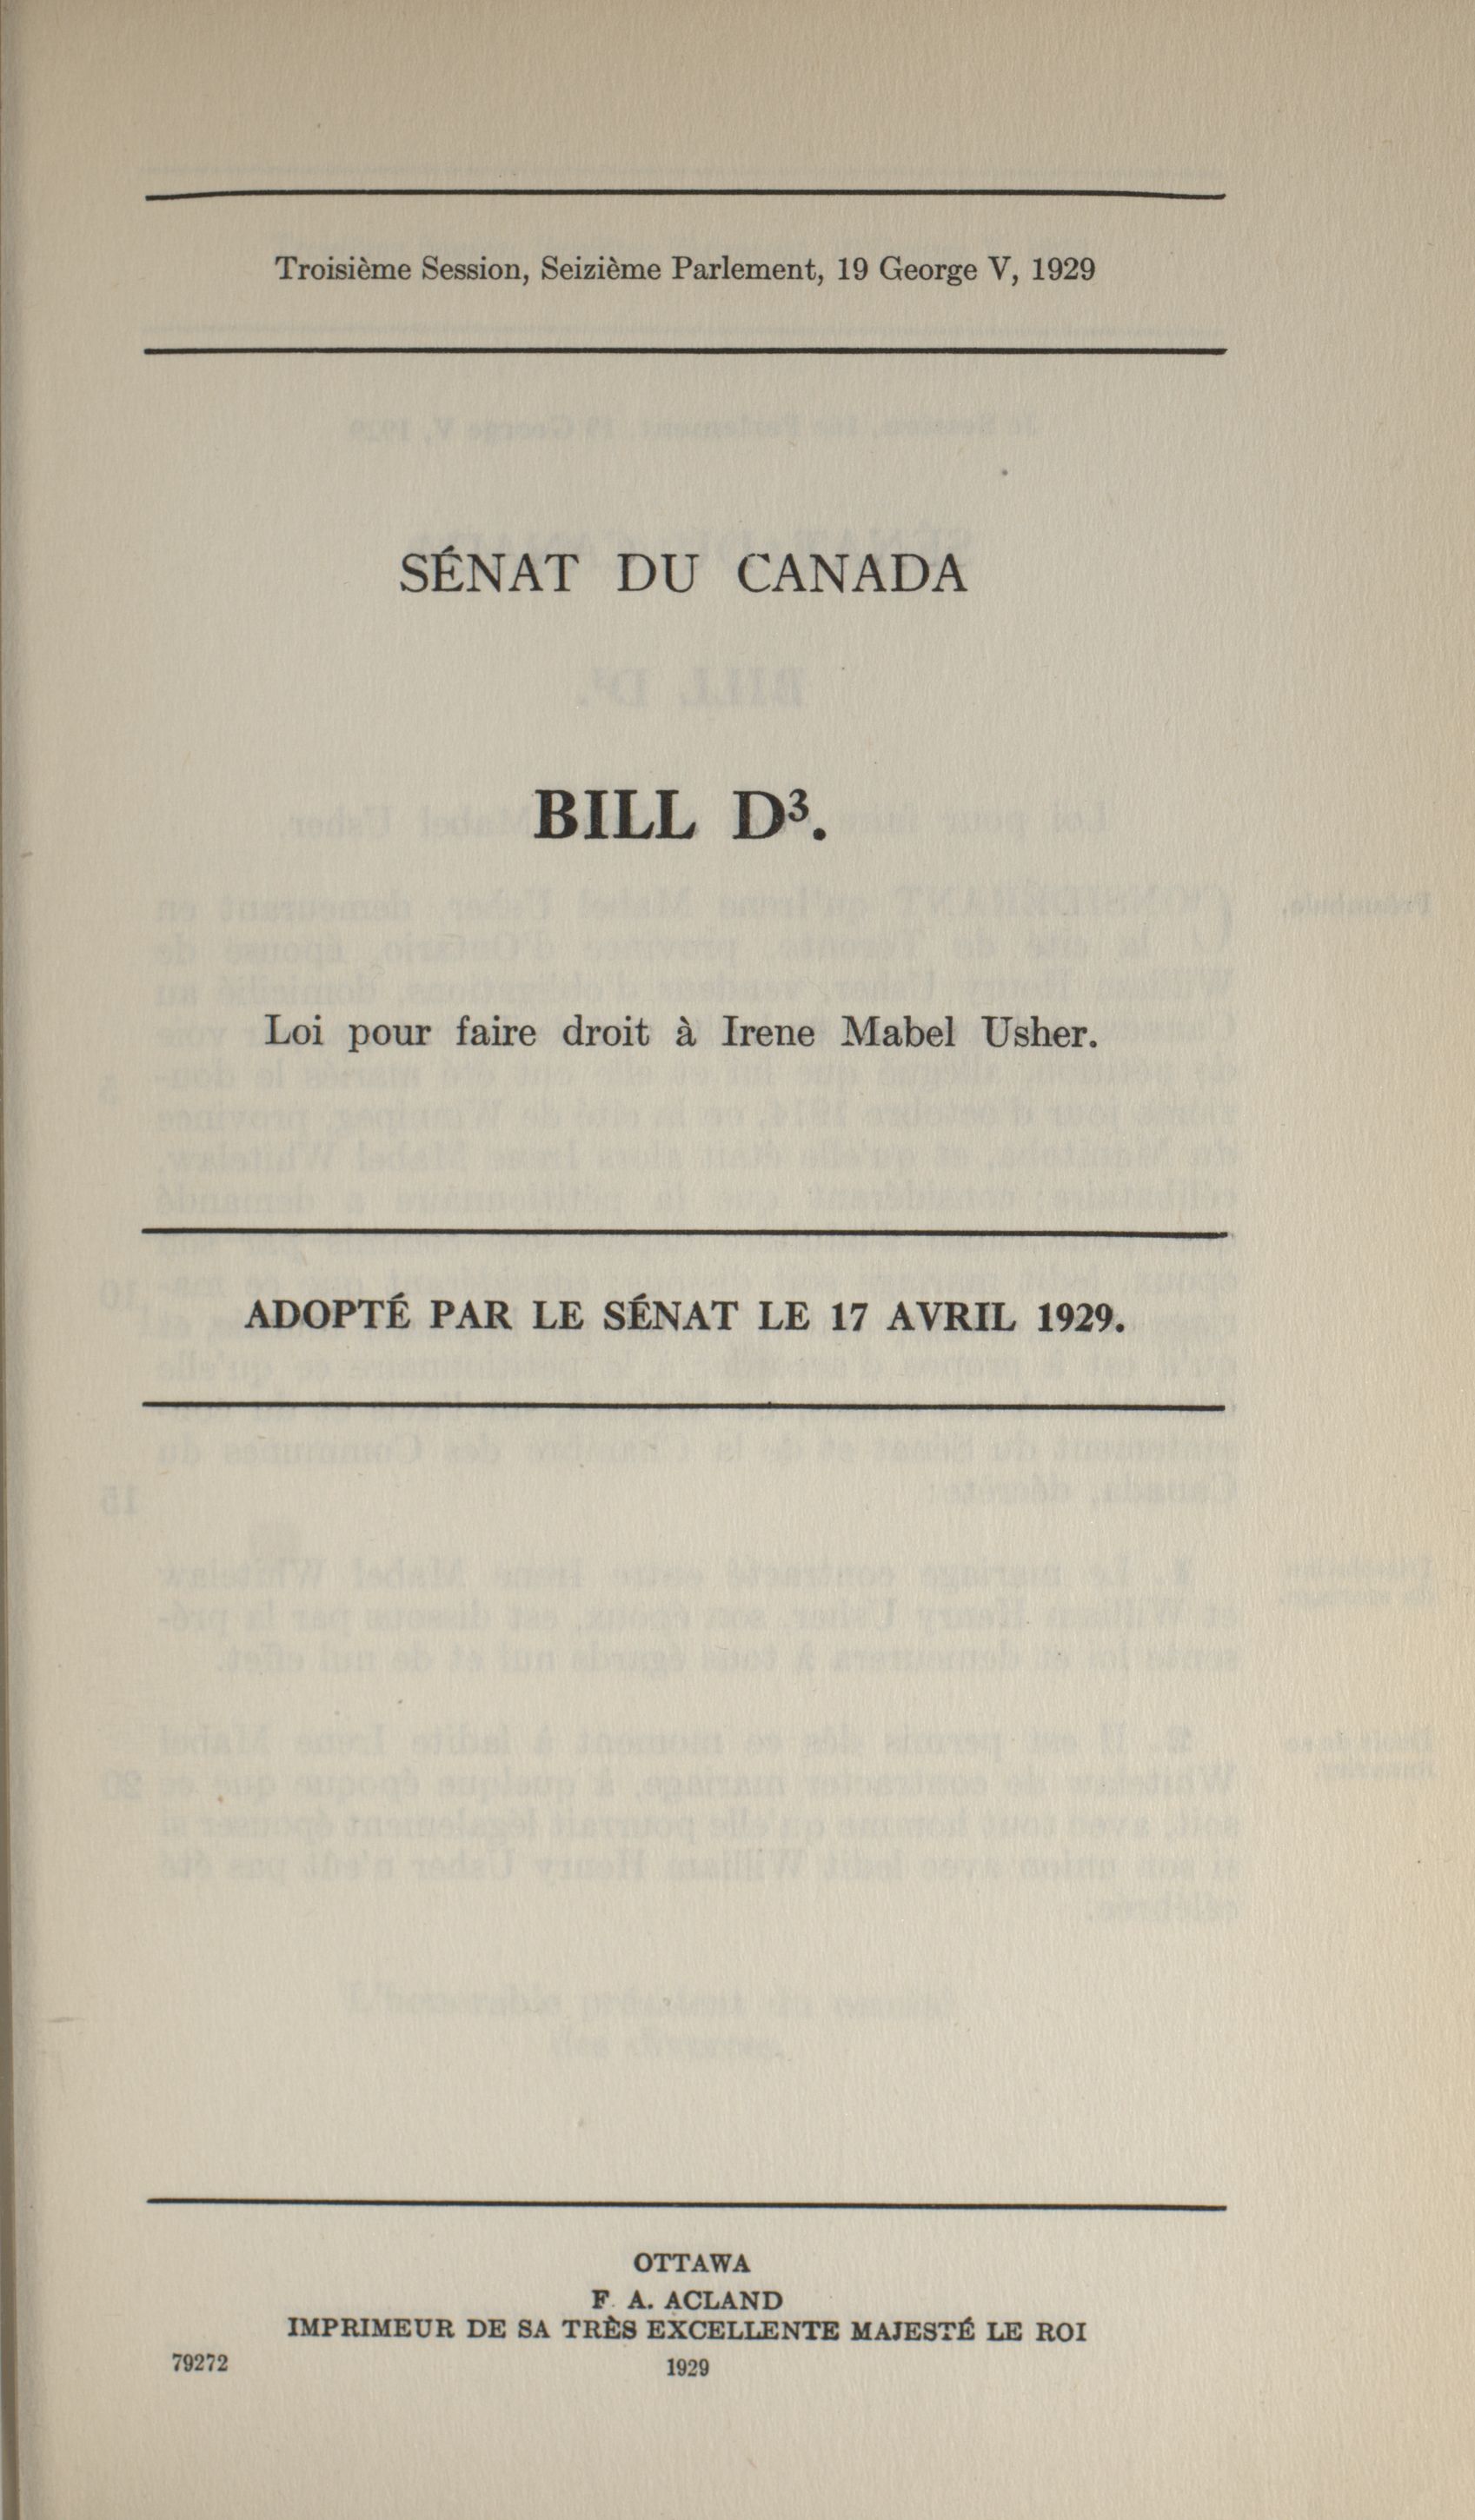 Troisième Session, Seizième Parlement, 19 George V, 1929
SÉNAT DU CANADA
BILL D³.
Loi pour faire droit à Irene Mabel Usher.
ADOPTÉ PAR LE SÉNAT LE 17 AVRIL 1929.
OTTAWA
F. A. ACLAND
IMPRIMEUR DE SA TRÈS EXCELLENTE MAJESTÉ LE ROI
79272
1929